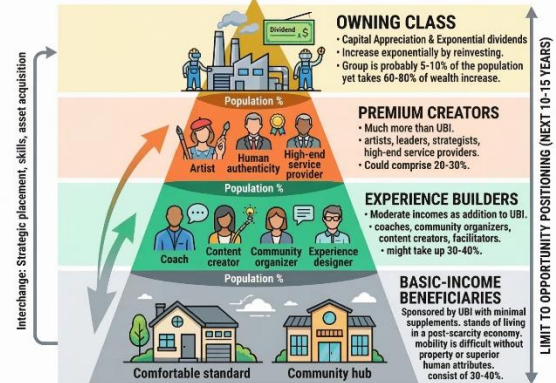 Interchange: Strategic placement, skills, asset acquisition
Dividend
$
OWNING CLASS
• Capital Appreciation & Exponential dividends
• Increase exponentially by reinvesting.
• Group is probably 5-10% of the population
yet takes 60-80% of wealth increase.
Population %
Artist
Human
authenticity
High-end
service
provider
PREMIUM CREATORS
• Much more than UBI.
• artists, leaders, strategists,
high-end service providers.
• Could comprise 20-30%.
Population %
Coach
Content
creator
Community
organizer
Experience
designer
EXPERIENCE BUILDERS
• Moderate incomes as addition to UBI.
• coaches, community organizers,
content creators, facilitators.
• might take up 30-40%.
Population %
Comfortable standard
Community hub
BASIC-INCOME
BENEFICIARIES
Sponsored by UBI with minimal
supplements. stands of living
in a post-scarcity economy.
mobility is difficult without
property or superior
human attributes.
consist of 30-40%.
LIMIT TO OPPORTUNITY POSITIONING (NEXT 10-15 YEARS)